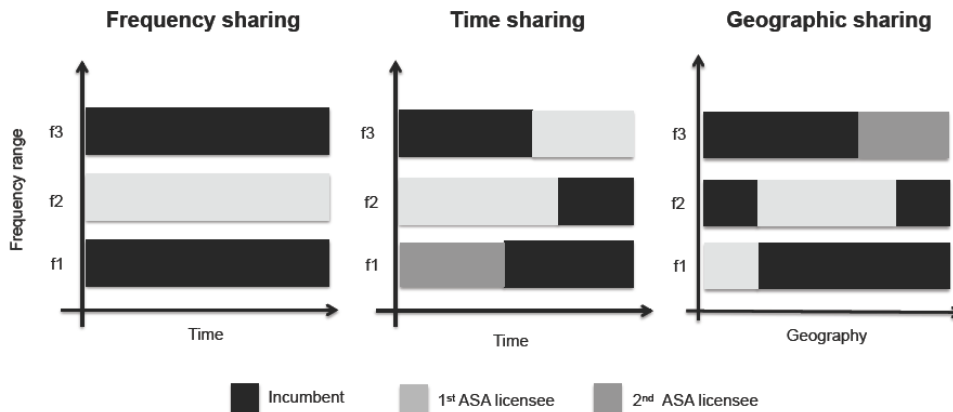 Frequency sharing
Time sharing
Geographic sharing
Frequency range
f3
f2
f1
Time
f3
f2
f1
Time
f3
f2
f1
Geography
Incumbent
1st ASA licensee
2nd ASA licensee